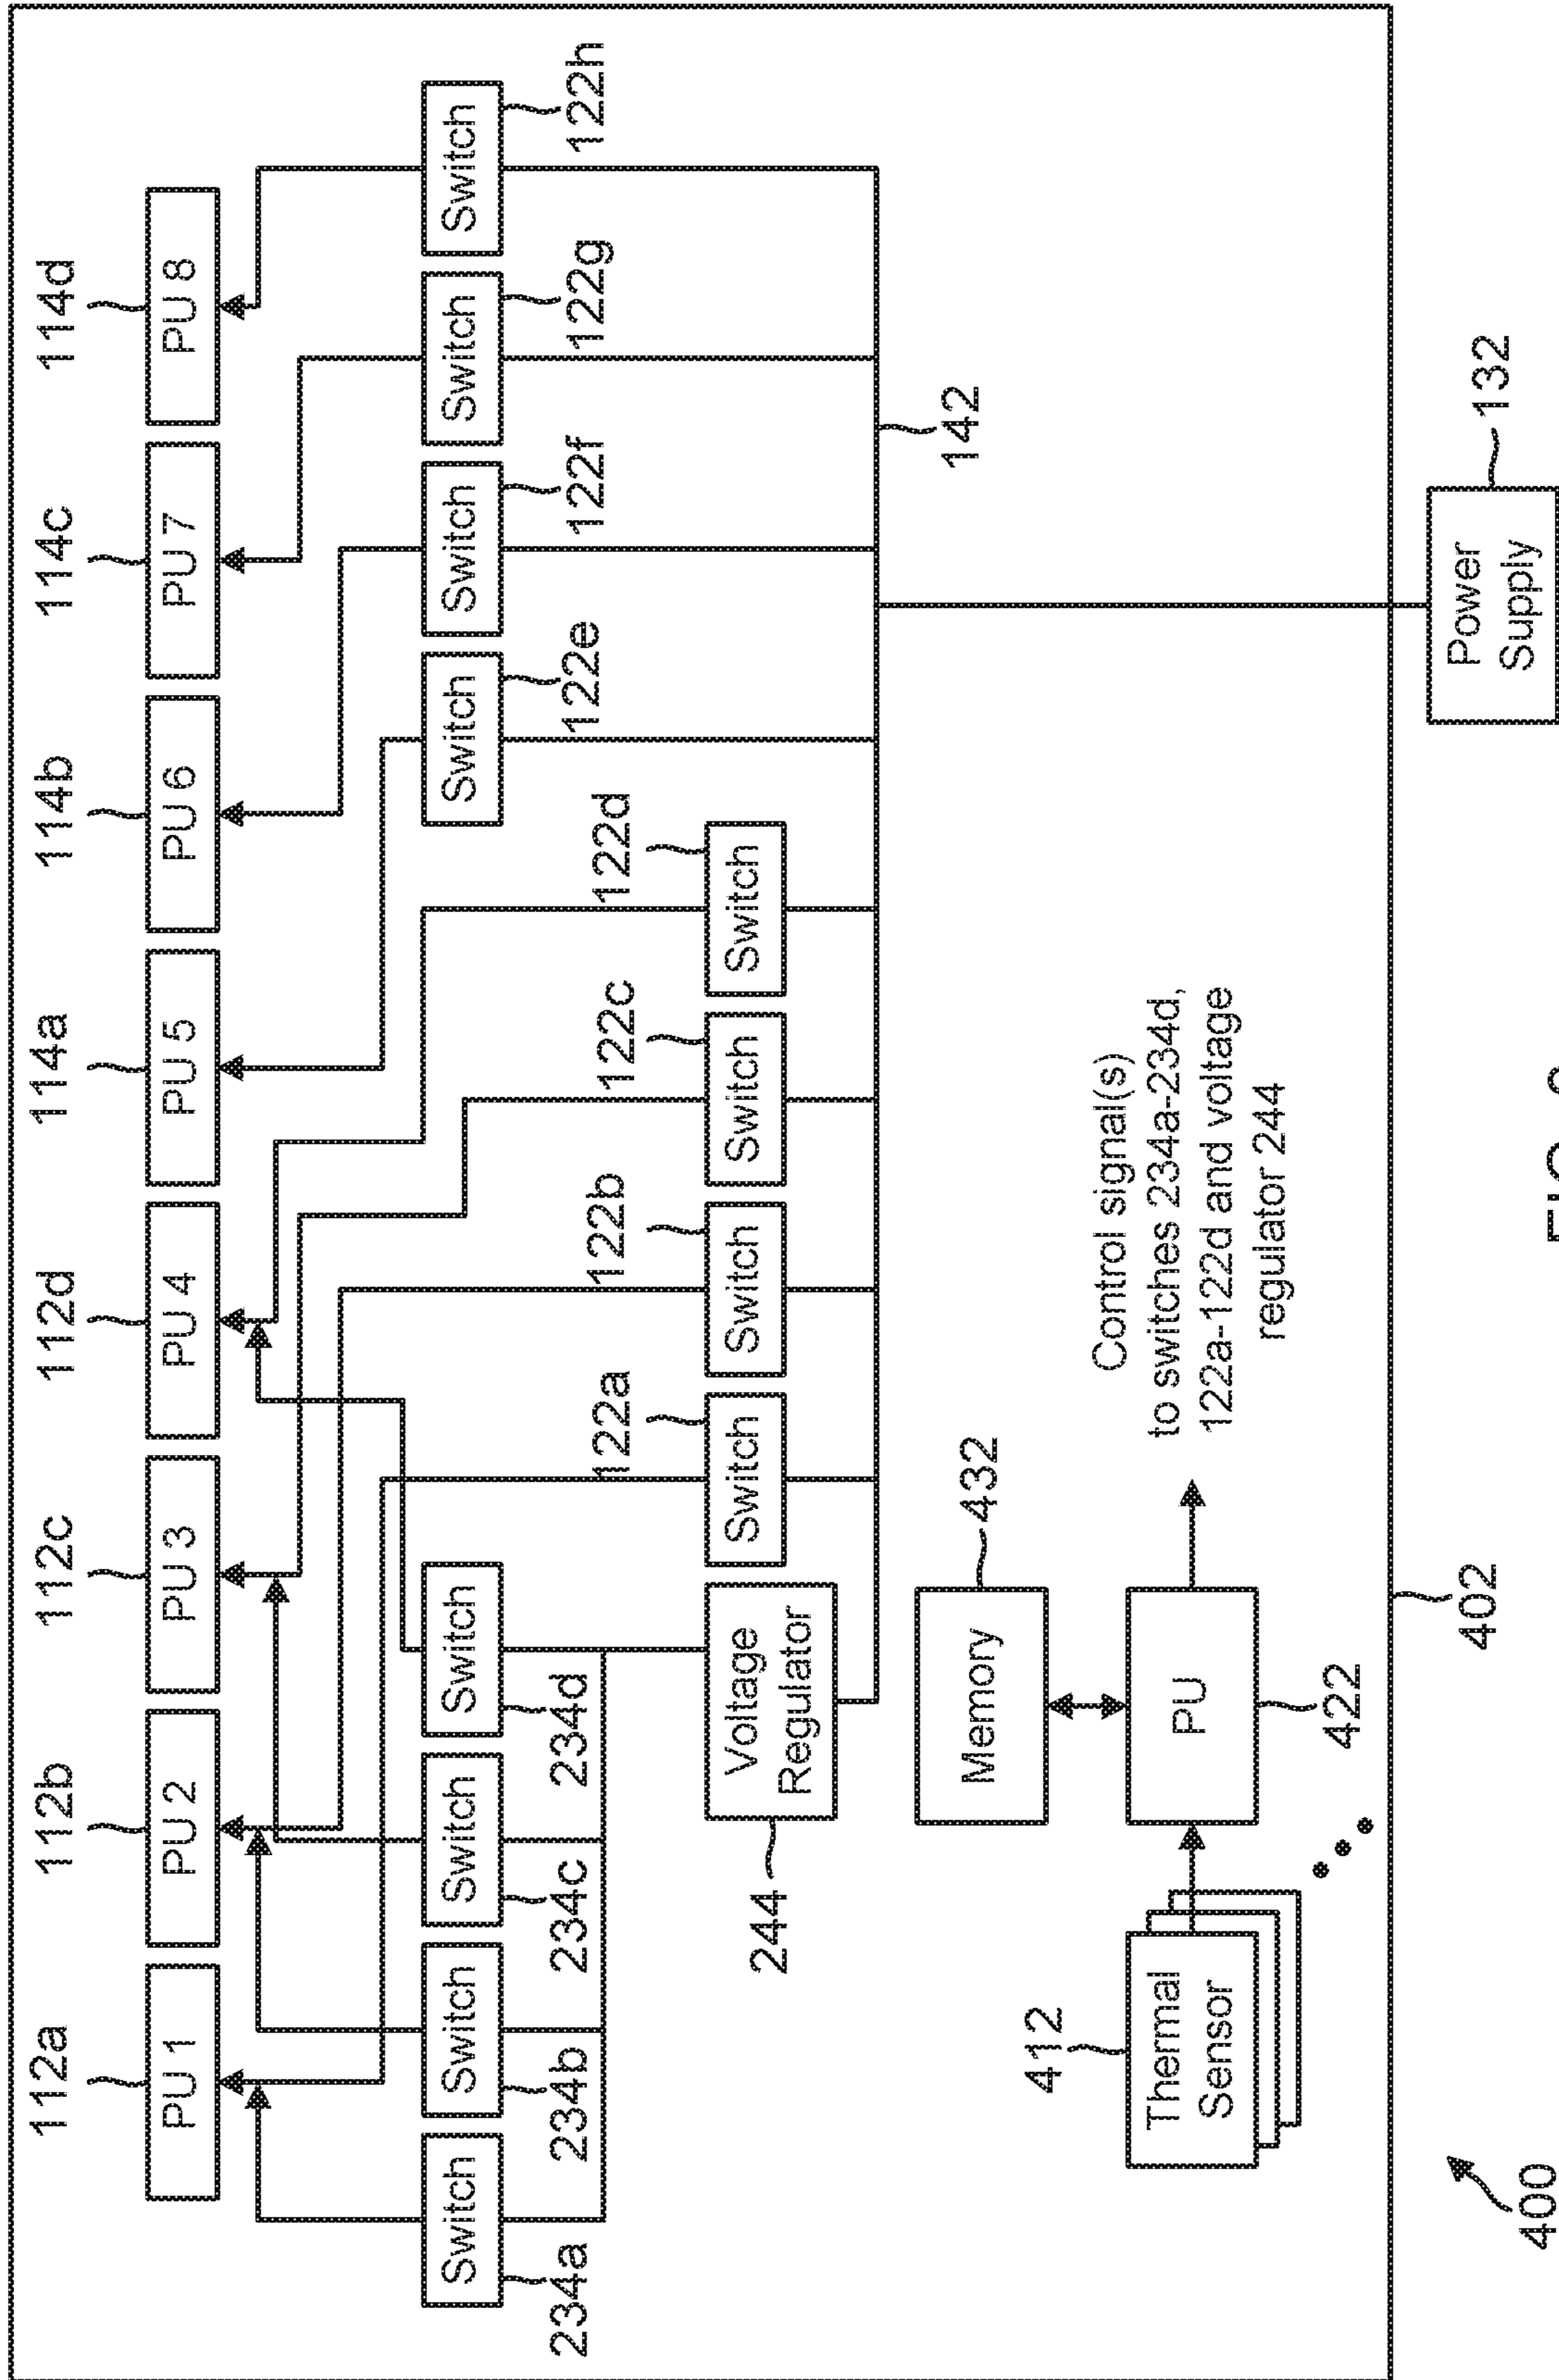 112a
112b
112c
112d
114a
114b
114c
114d
PU 1
PU 2
PU 3
PU 4
PU 5
PU 6
PU 7
PU 8
Switch
Switch
Switch
Switch
Switch
Switch
Switch
Switch
234a
234b
234c
234d
122e
122f
122g
122h
122a
122b
122c
122d
Voltage
Regulator
Switch
Switch
Switch
Switch
244
142
Memory
432
Control signal(s)
to switches 234a-234d,
122a-122d and voltage
regulator 244
412
Thermal
Sensor
PU
422
402
Power
Supply
132
400